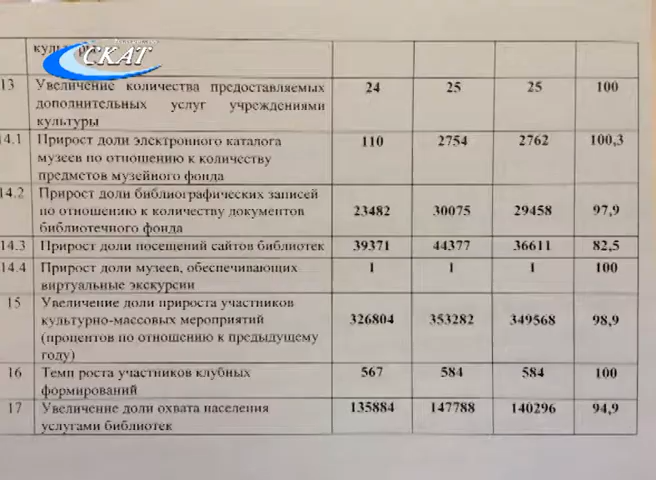 СКАТ
13 Увеличение количества предоставляемых 24 25 25 100
дополнительных услуг учреждениями
культуры
14.1 Прирост доли электронного каталога 110 2754 2762 100,3
музеев по отношению к количеству
предметов музейного фонда
14.2 Прирост доли библиографических записей
по отношению к количеству документов 23482 30075 29458 97,9
библиотечного фонда
14.3 Прирост доли посещений сайтов библиотек 39371 44377 36611 82,5
14.4 Прирост доли музеев, обеспечивающих 1 1 1 100
виртуальные экскурсии
15 Увеличение доли прироста участников
культурно-массовых мероприятий 326804 353282 349568 98,9
(процентов по отношению к предыдущему
году)
16 Темп роста участников клубных 567 584 584 100
формирований
17 Увеличение доли охвата населения 135884 147788 140296 94,9
услугами библиотек